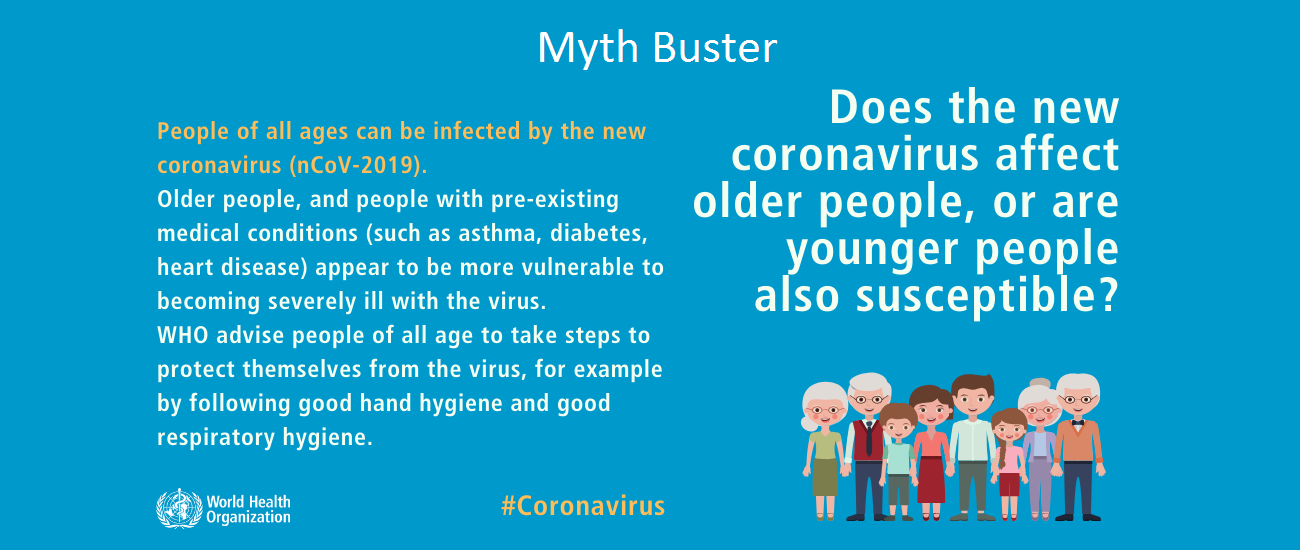 Myth Buster
Does the new
coronavirus affect
older people, or are
younger people
also susceptible?
People of all ages can be infected by the new
coronavirus (nCoV-2019).
Older people, and people with pre-existing
medical conditions (such as asthma, diabetes,
heart disease) appear to be more vulnerable to
becoming severely ill with the virus.
WHO advise people of all age to take steps to
protect themselves from the virus, for example
by following good hand hygiene and good
respiratory hygiene.
World Health
Organization
#Coronavirus